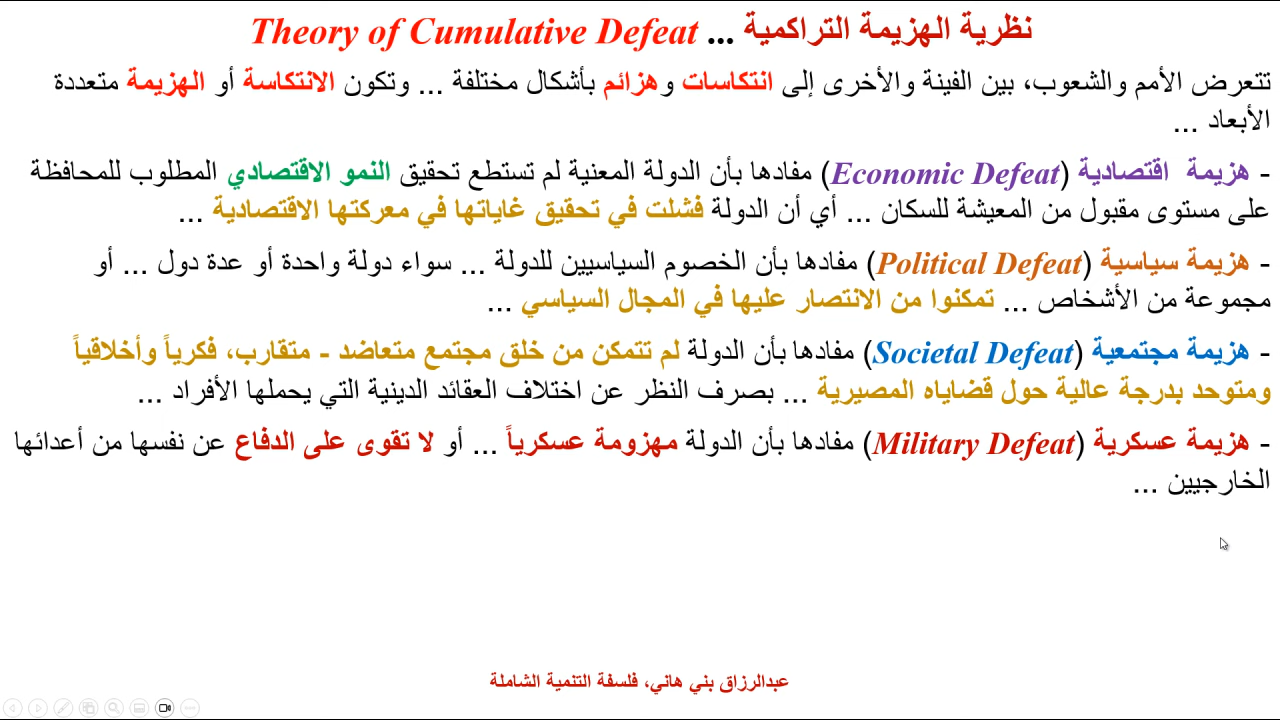 نظرية الهزيمة التراكمية ... Theory of Cumulative Defeat
تتعرض الأمم والشعوب، بين الفينة والأخرى إلى انتكاسات وهزائم بأشكال مختلفة ... وتكون الانتكاسة أو الهزيمة متعددة
الأبعاد ...
- هزيمة اقتصادية (Economic Defeat) مفادها بأن الدولة المعنية لم تستطع تحقيق النمو الاقتصادي المطلوب للمحافظة
على مستوى مقبول من المعيشة للسكان ... أي أن الدولة فشلت في تحقيق غاياتها في معركتها الاقتصادية ...
- هزيمة سياسية (Political Defeat) مفادها بأن الخصوم السياسيين للدولة ... سواء دولة واحدة أو عدة دول ... أو
مجموعة من الأشخاص ... تمكنوا من الانتصار عليها في المجال السياسي ...
- هزيمة مجتمعية (Societal Defeat) مفادها بأن الدولة لم تتمكن من خلق مجتمع متعاضد - متقارب، فكرياً وأخلاقياً
ومتوحد بدرجة عالية حول قضاياه المصيرية ... بصرف النظر عن اختلاف العقائد الدينية التي يحملها الأفراد ...
- هزيمة عسكرية (Military Defeat) مفادها بأن الدولة مهزومة عسكرياً ... أو لا تقوى على الدفاع عن نفسها من أعدائها
الخارجيين ...
عبدالرزاق بني هاني، فلسفة التنمية الشاملة